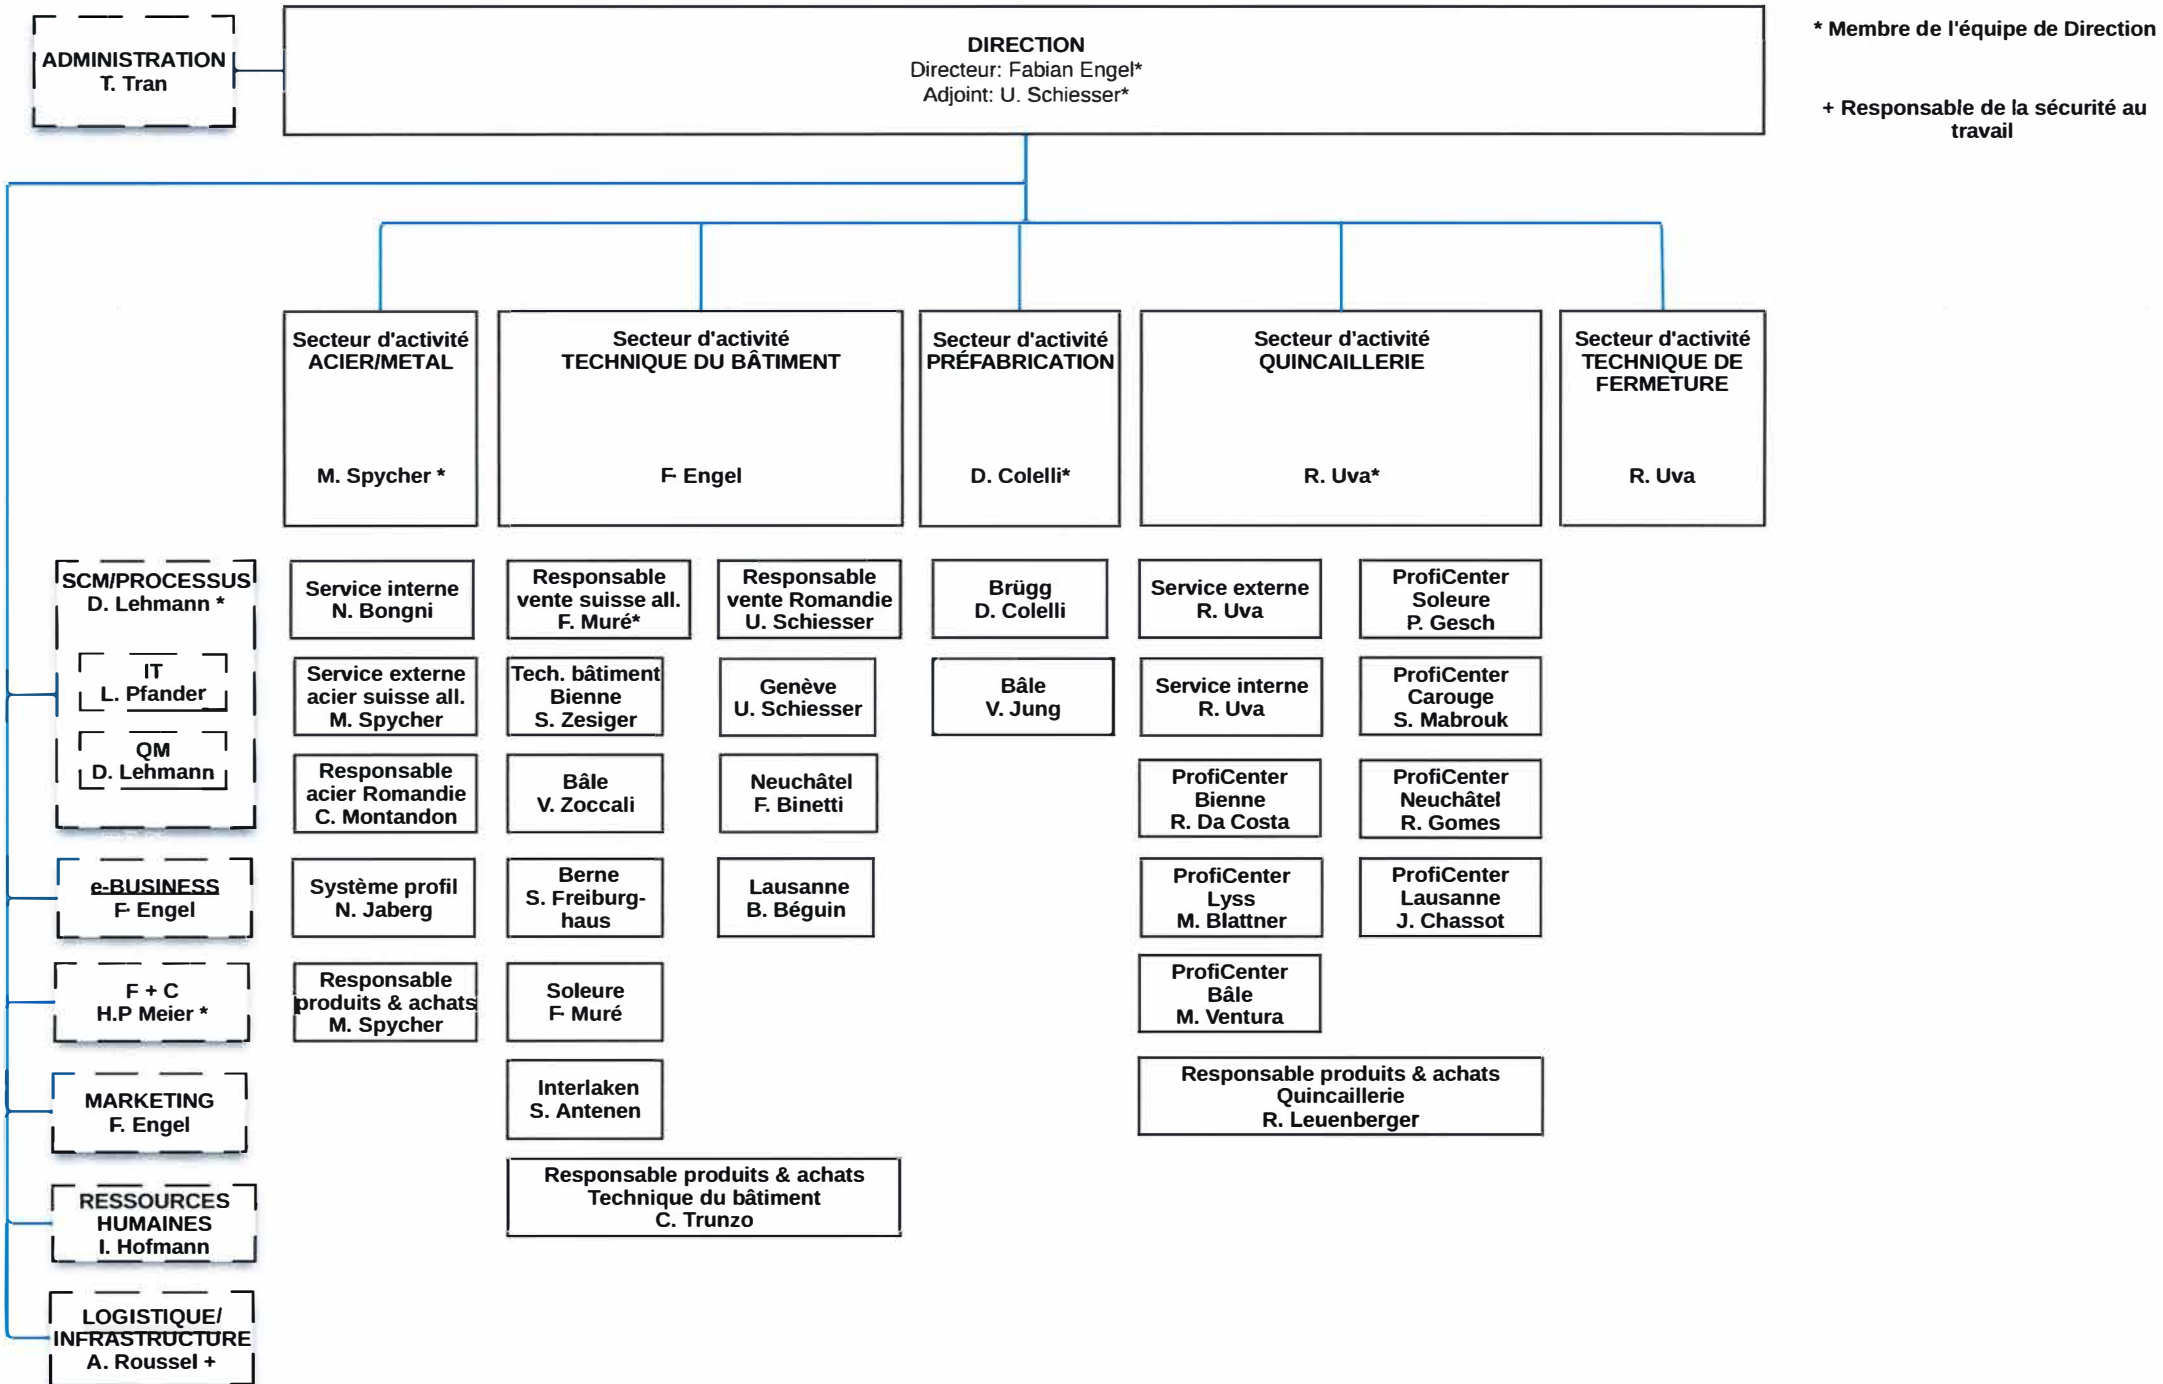 ADMINISTRATION
T. Tran
DIRECTION
Directeur: Fabian Engel*
Adjoint: U. Schiesser*
* Membre de l'équipe de Direction
+ Responsable de la sécurité au
travail
Secteur d'activité
ACIER/METAL
M. Spycher *
Secteur d'activité
TECHNIQUE DU BÂTIMENT
F. Engel
Secteur d'activité
PRÉFABRICATION
D. Colelli*
Secteur d'activité
QUINCAILLERIE
R. Uva*
Secteur d'activité
TECHNIQUE DE
FERMETURE
R. Uva
SCM/PROCESSUS
D. Lehmann *
IT
L. Pfander
QM
D. Lehmann
e-BUSINESS
F. Engel
F + C
H.P Meier *
MARKETING
F. Engel
RESSOURCES
HUMAINES
I. Hofmann
LOGISTIQUE/
INFRASTRUCTURE
A. Roussel +
Service interne
N. Bongni
Service externe
acier suisse all.
M. Spycher
Responsable
acier Romandie
C. Montandon
Système profil
N. Jaberg
Responsable
produits & achats
M. Spycher
Responsable
vente suisse all.
F. Muré*
Tech. bâtiment
Bienne
S. Zesiger
Bâle
V. Zoccali
Berne
S. Freiburg-
haus
Soleure
F. Muré
Interlaken
S. Antenen
Responsable
vente Romandie
U. Schiesser
Genève
U. Schiesser
Neuchâtel
F. Binetti
Lausanne
B. Béguin
Responsable produits & achats
Technique du bâtiment
C. Trunzo
Brügg
D. Colelli
Bâle
V. Jung
Service externe
R. Uva
Service interne
R. Uva
ProfiCenter
Bienne
R. Da Costa
ProfiCenter
Lyss
M. Blattner
ProfiCenter
Bâle
M. Ventura
ProfiCenter
Soleure
P. Gesch
ProfiCenter
Carouge
S. Mabrouk
ProfiCenter
Neuchâtel
R. Gomes
ProfiCenter
Lausanne
J. Chassot
Responsable produits & achats
Quincaillerie
R. Leuenberger